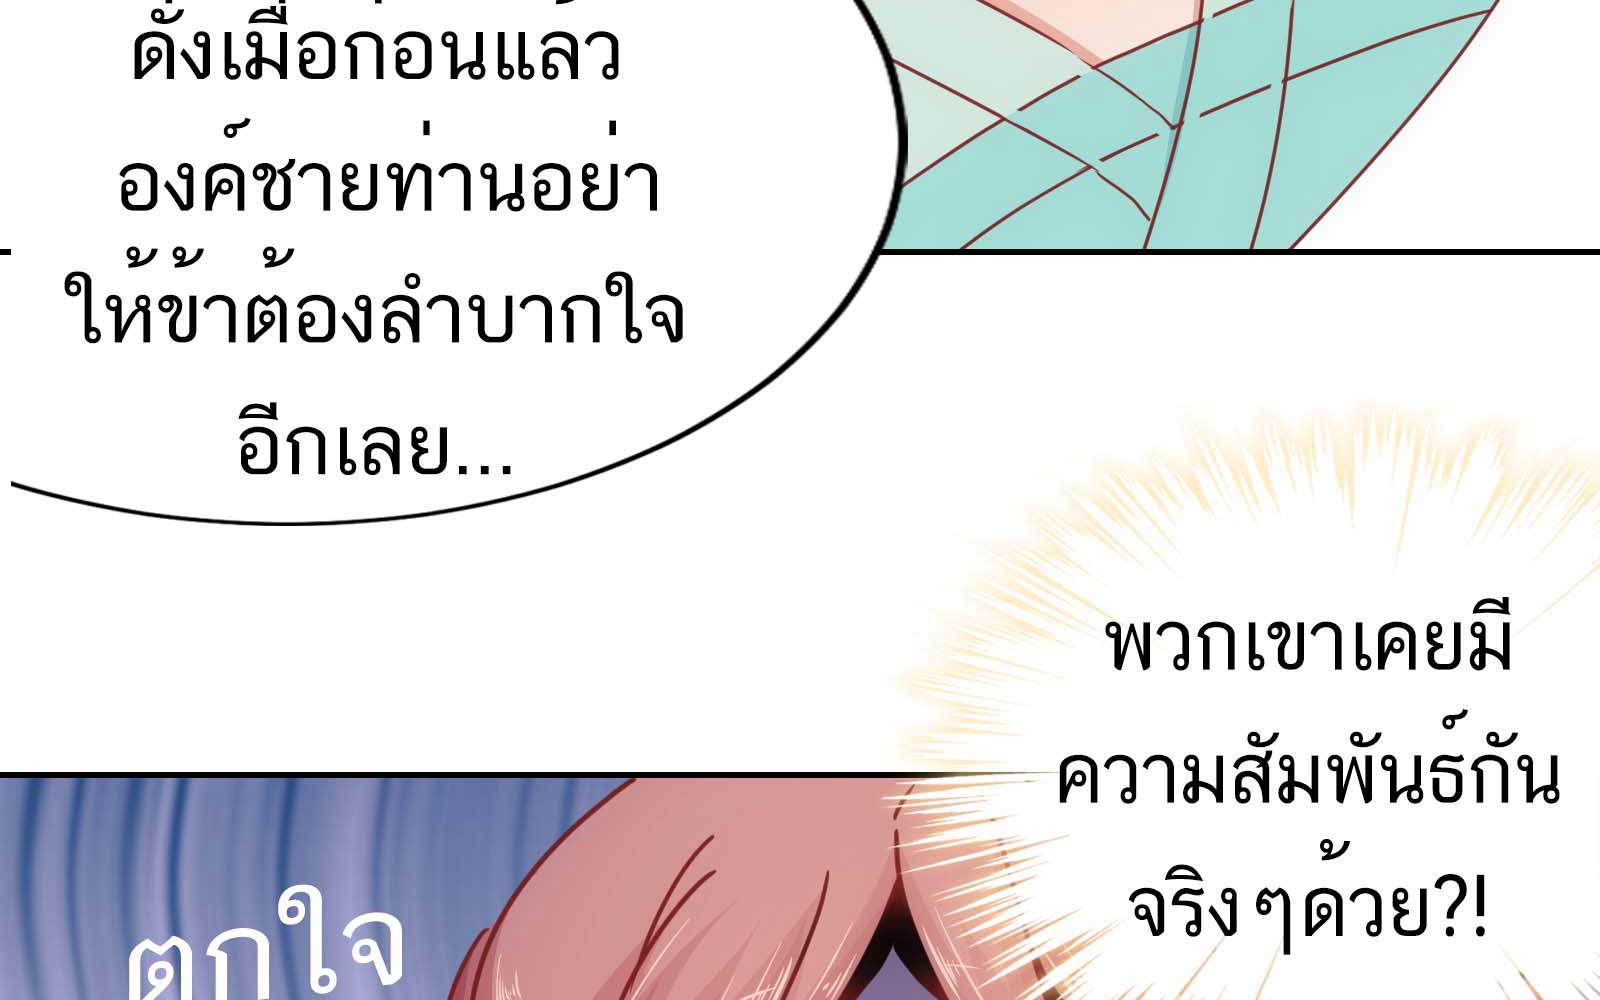 ดั่งเมื่อก่อนแล้ว
องค์ชายท่านอย่า
ให้ข้าต้องลำบากใจ
อีกเลย...
พวกเขาเคยมี
ความสัมพันธ์กัน
จริงๆด้วย?!
ตกใจ